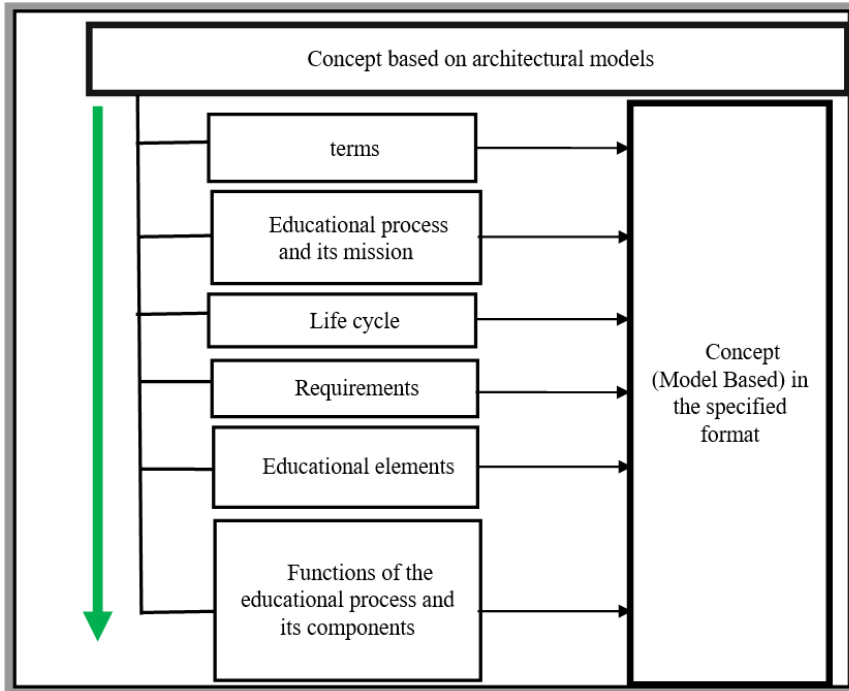 Concept based on architectural models
terms
Educational process
and its mission
Life cycle
Requirements
Educational elements
Functions of the
educational process and
its components
Concept
(Model Based) in
the specified
format